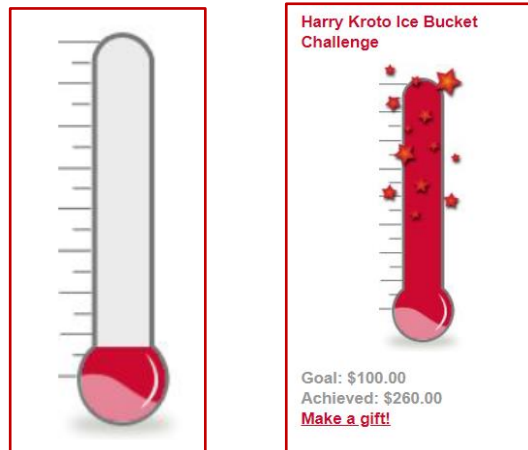 Harry Kroto Ice Bucket
Challenge
Goal: $100.00
Achieved: $260.00
Make a gift!